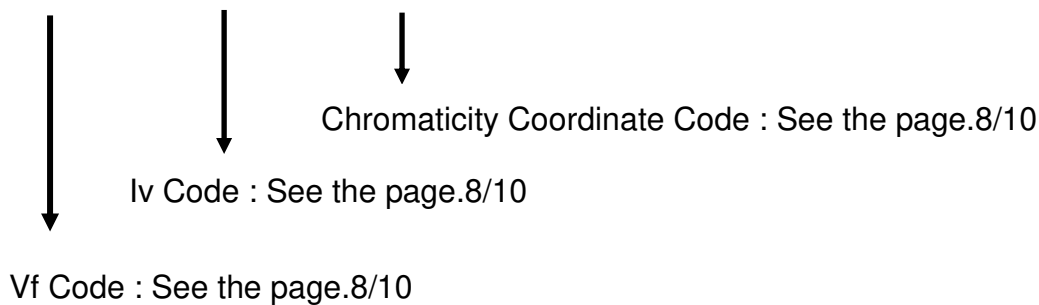 Chromaticity Coordinate Code : See the page.8/10
Iv Code : See the page.8/10
Vf Code : See the page.8/10